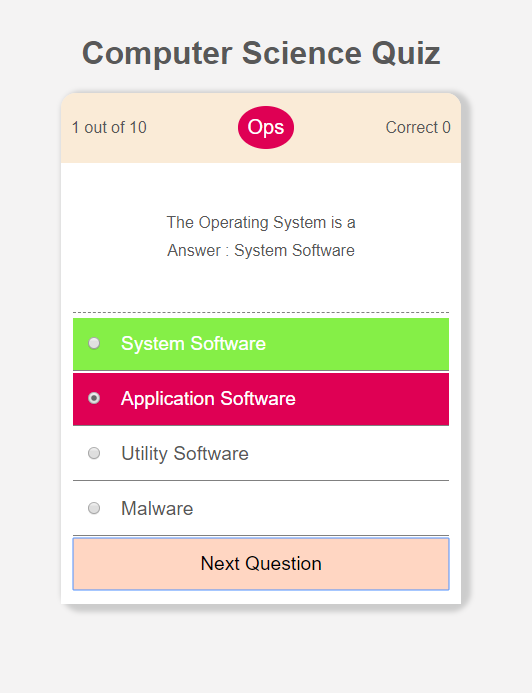 Computer Science Quiz
1 out of 10
Ops
Correct 0
The Operating System is a
Answer : System Software
System Software
Application Software
Utility Software
Malware
Next Question